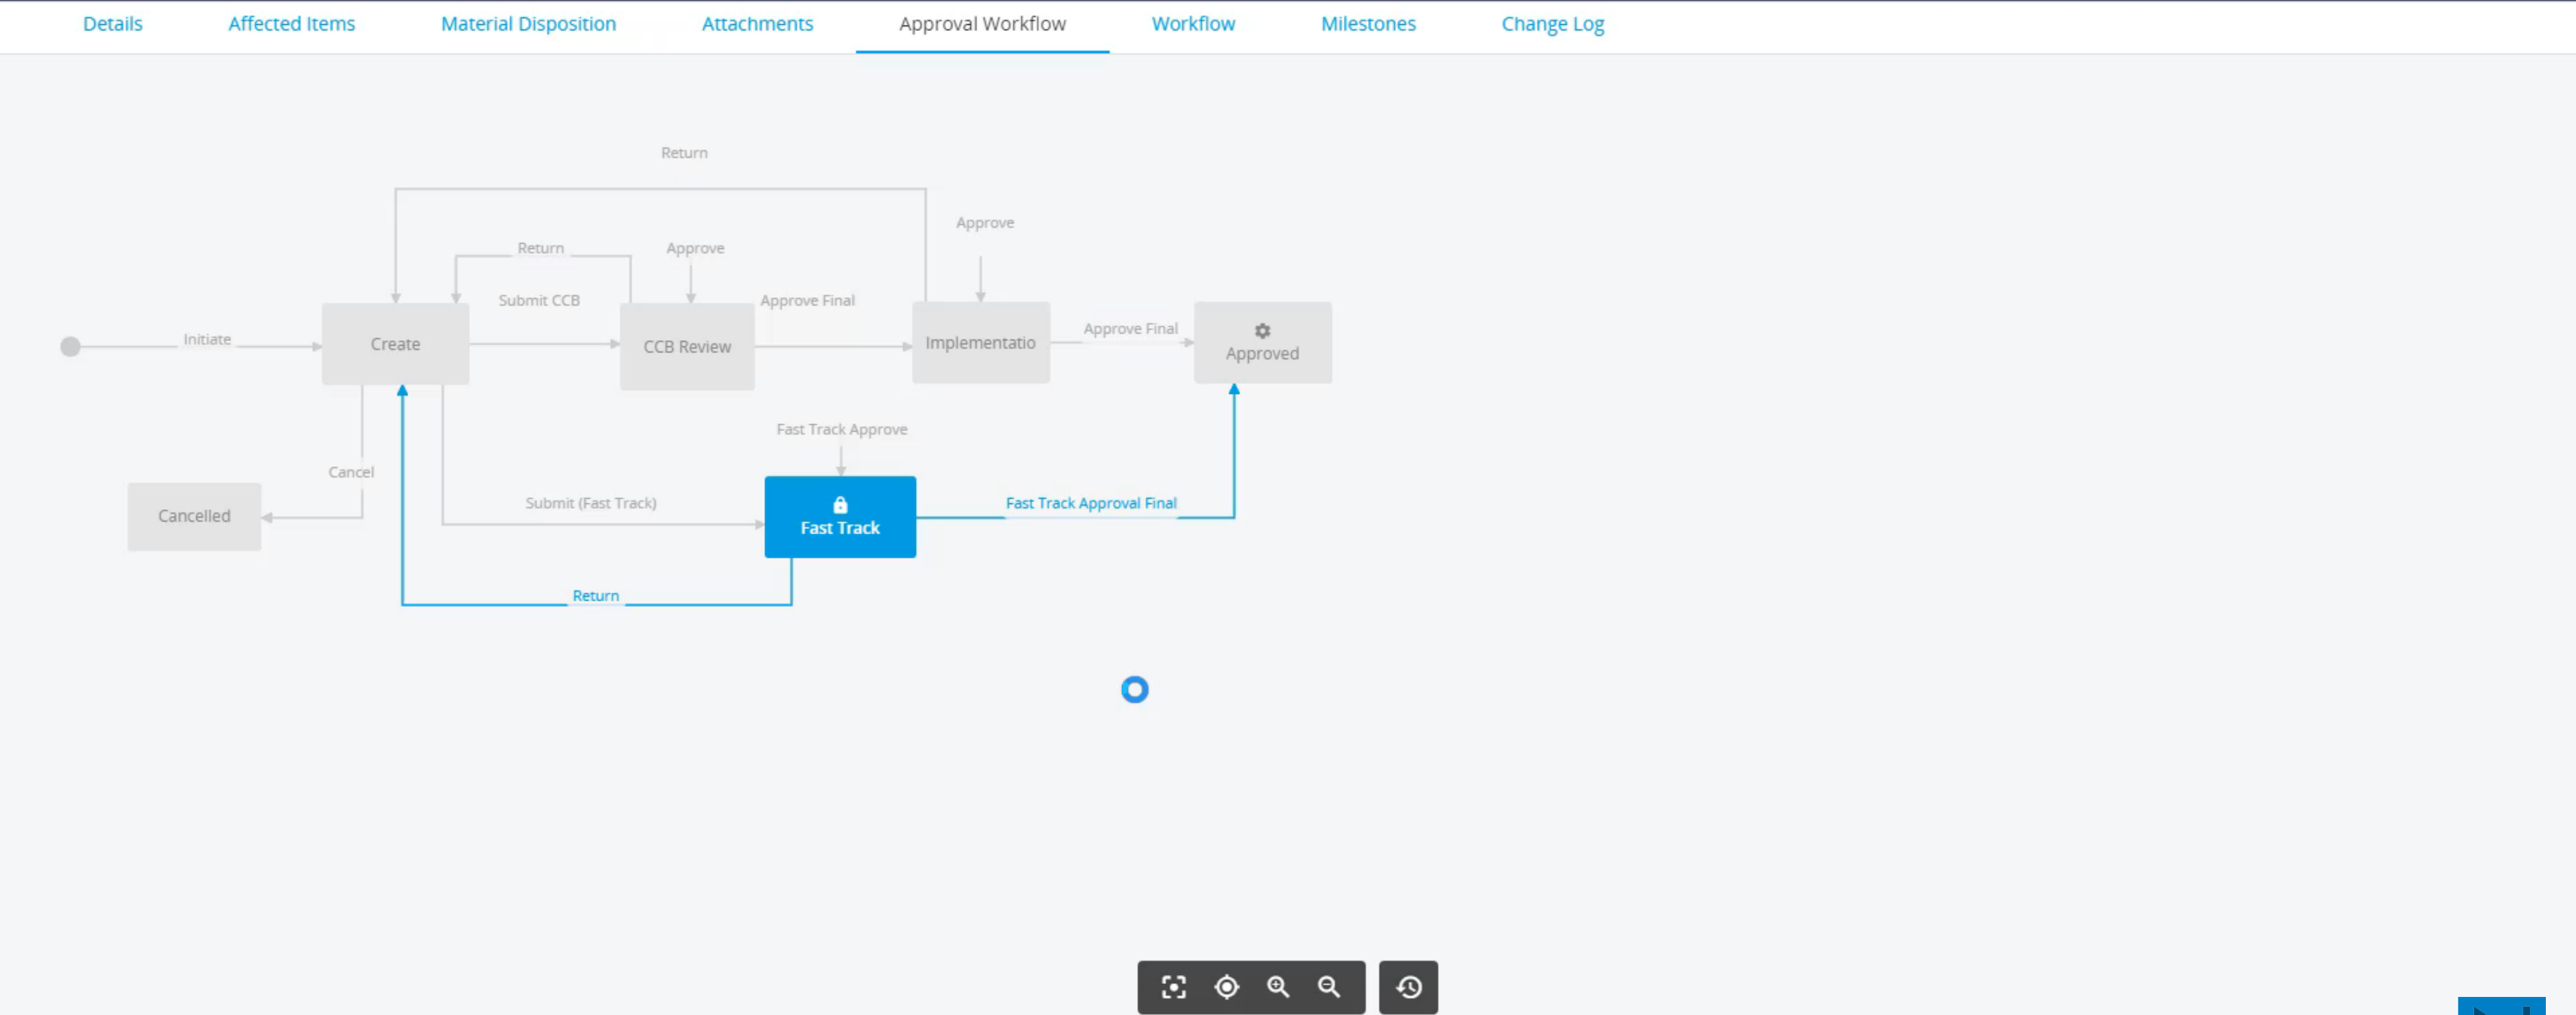 Details Affected Items Material Disposition Attachments Approval Workflow Workflow Milestones Change Log
Return
Approve
Return Approve
Submit CCB Approve Final
Initiate Create CCB Review Implementatio Approve Final Approved
Fast Track Approve
Cancel
Cancelled Submit (Fast Track) Fast Track Fast Track Approval Final
Return